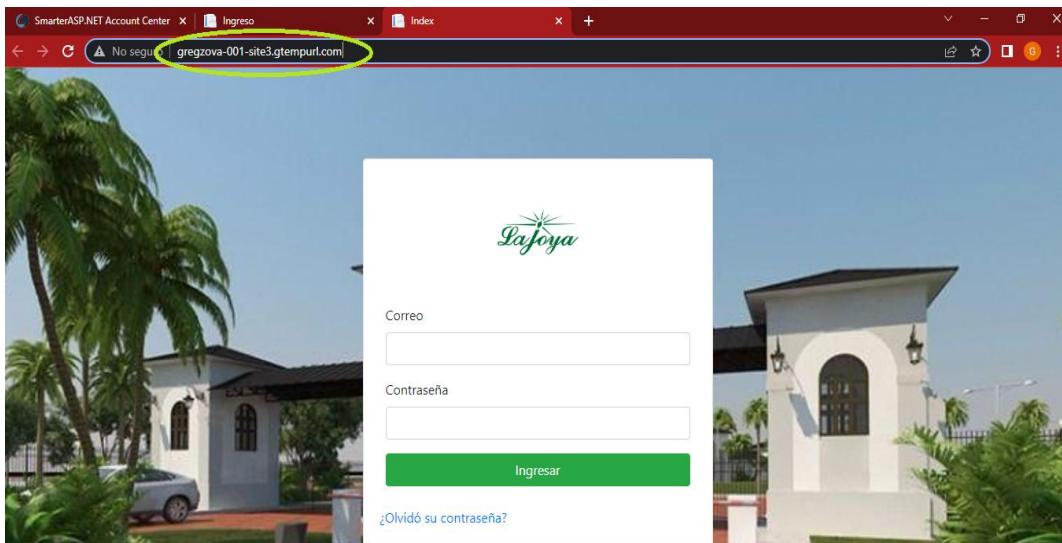 SmarterASP.NET Account Center
Ingreso
Index
No seguro
gregzova-001-site3.gtempurl.com
G
LaJoya
Correo
Contraseña
Ingresar
¿Olvidó su contraseña?